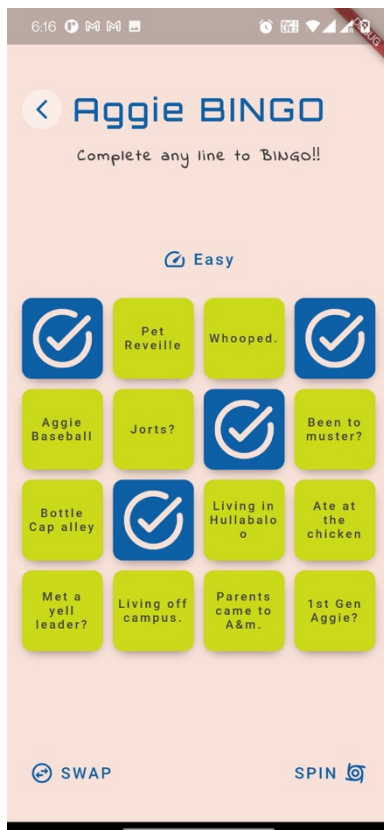 6:16
DEBUG
Aggie BINGO
Complete any line to BINGO!!
Easy
Pet
Reveille
Whooped.
Aggie
Baseball
Jorts?
Been to
muster?
Bottle
Cap alley
Living in
Hullabalo
o
Ate at
the
chicken
Met a
yell
leader?
Living off
campus.
Parents
came to
A&m.
1st Gen
Aggie?
SWAP
SPIN